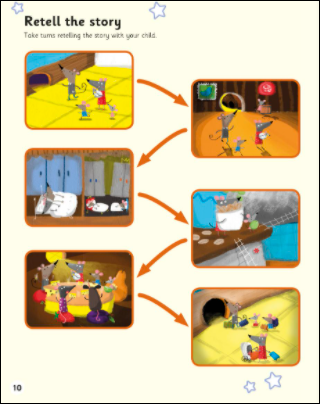 Retell the story
Take turns retelling the story with your child.
10